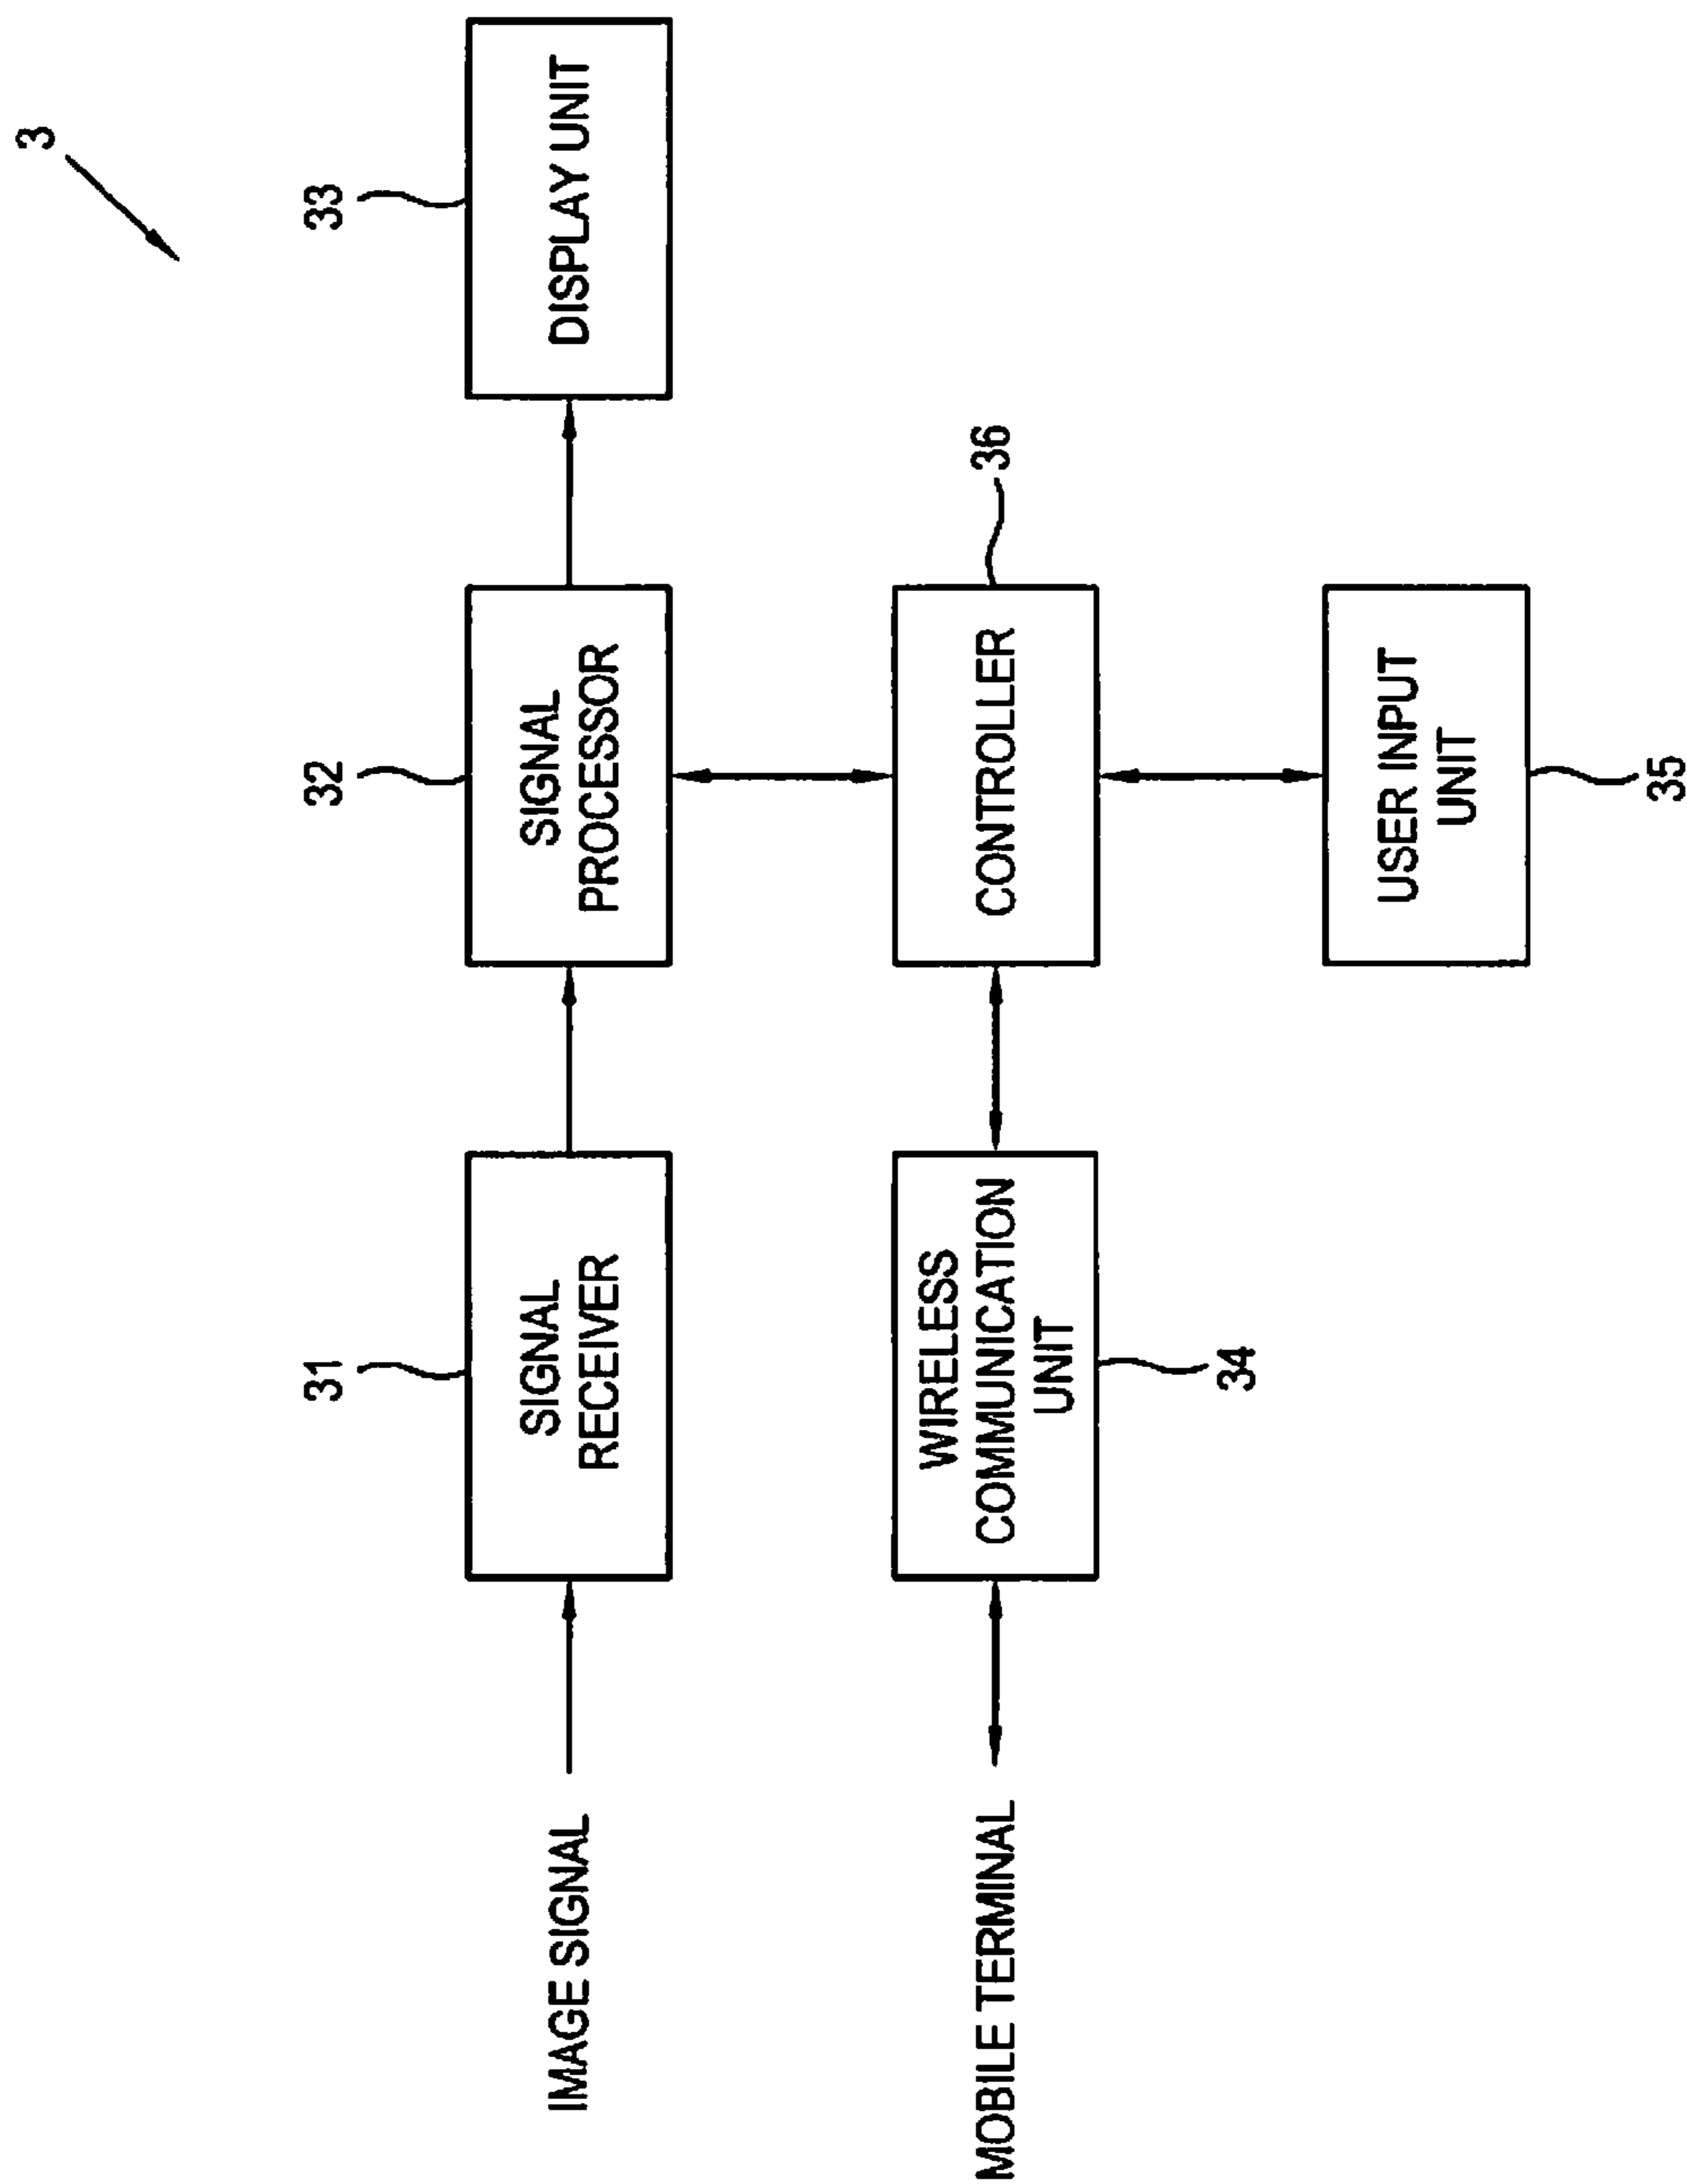 3
31
32
33
IMAGE SIGNAL
SIGNAL
RECEIVER
SIGNAL
PROCESSOR
DISPLAY UNIT
36
MOBILE TERMINAL
WIRELESS
COMMUNICATION
UNIT
CONTROLLER
34
USER INPUT
UNIT
35